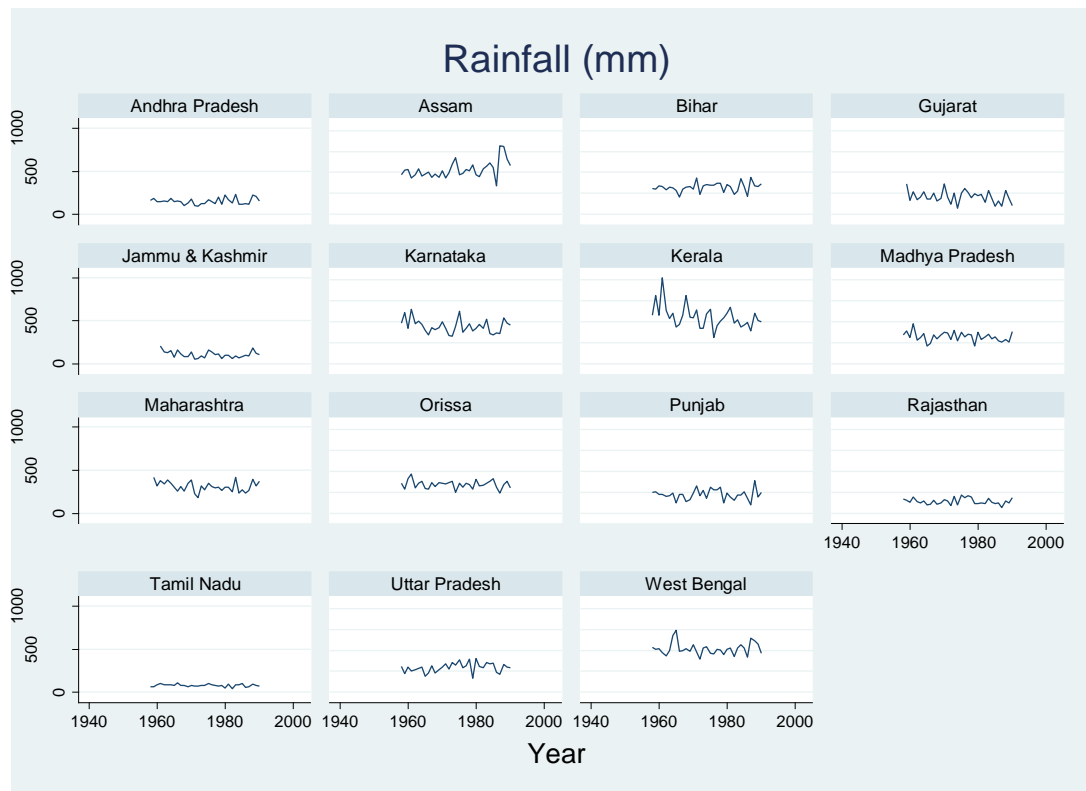 Rainfall (mm)
Andhra Pradesh Assam Bihar Gujarat
1000
500
0
Jammu & Kashmir Karnataka Kerala Madhya Pradesh
1000
500
0
Maharashtra Orissa Punjab Rajasthan
1000
500
0
1940 1960 1980 2000
Tamil Nadu Uttar Pradesh West Bengal
1000
500
0
1940 1960 1980 2000 1940 1960 1980 2000 1940 1960 1980 2000
Year